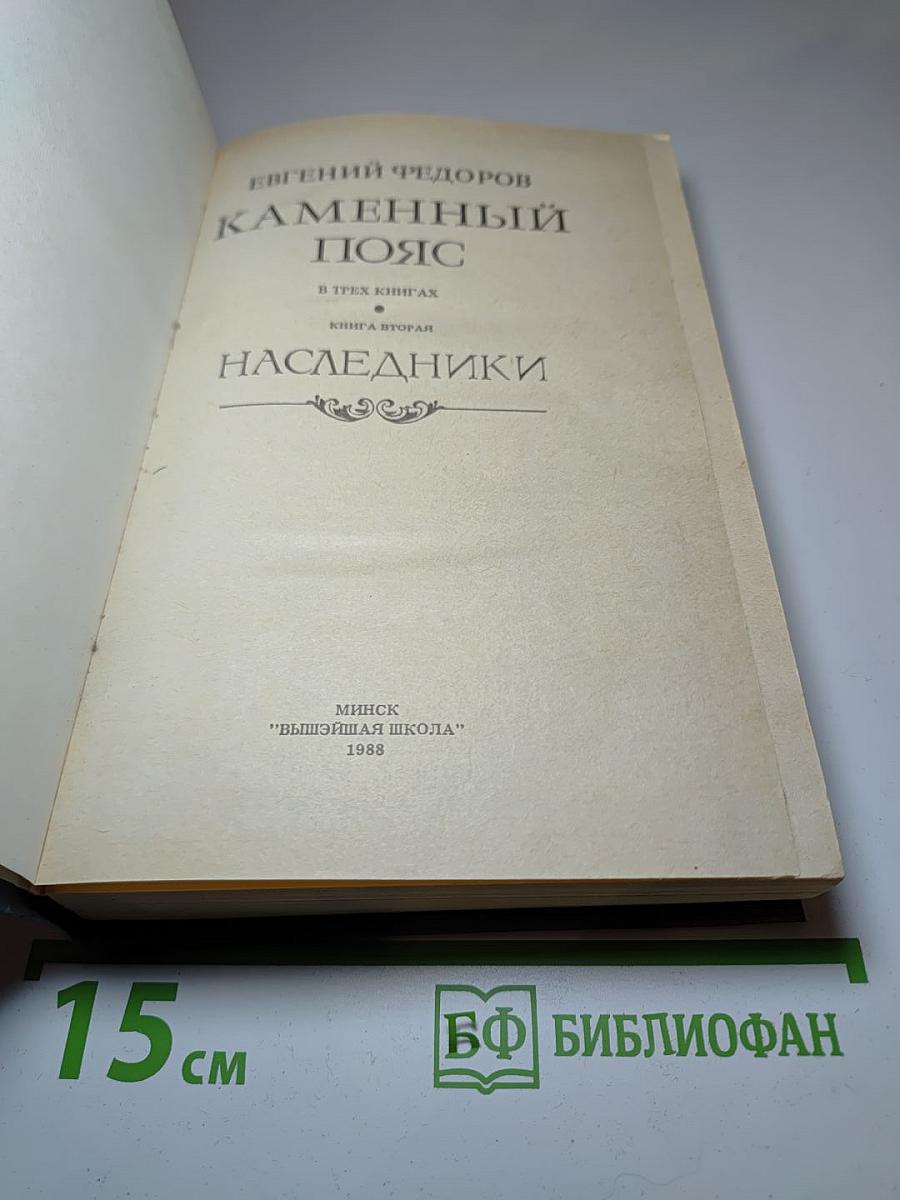 ЕВГЕНИЙ ФЕДОРОВ
КАМЕННЫЙ
ПОЯС
В ТРЕХ КНИГАХ
КНИГА ВТОРАЯ
НАСЛЕДНИКИ
МИНСК
"ВЫШЭЙШАЯ ШКОЛА"
1988
15 см
БФ БИБЛИОФАН